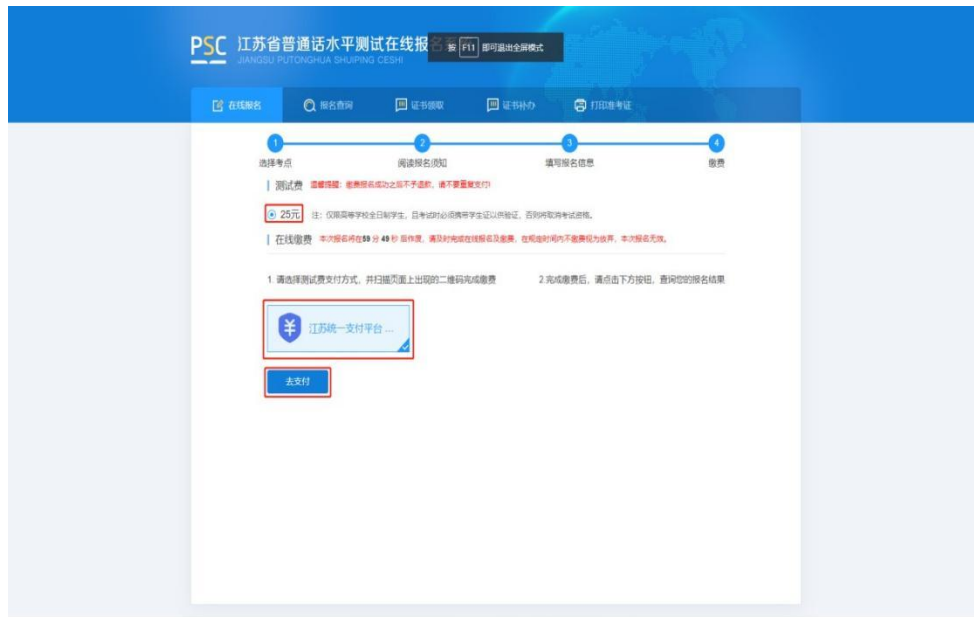 PSC 江苏省普通话水平测试在线报
JIANGSU PUTONGHUA SHUIPING CESHI
按 F11 即可退出全屏模式
在线报名 报名查询 证书领取 证书补办 打印准考证
1 2 3 4
选择考点 阅读报名须知 填写报名信息 缴费
测试费 温馨提醒：缴费报名成功之后不予退款，请不要重复支付!
25元 注：仅限高等学校全日制学生，且考试时必须携带学生证以供验证，否则将取消考试资格。
在线缴费 本次报名将在59 分 49 秒 后作废，请及时完成在线报名及缴费，在规定时间内不缴费视为放弃，本次报名无效。
1. 请选择测试费支付方式，并扫描页面上出现的二维码完成缴费 2.完成缴费后，请点击下方按钮，查询您的报名结果
江苏统一支付平台 ...
去支付